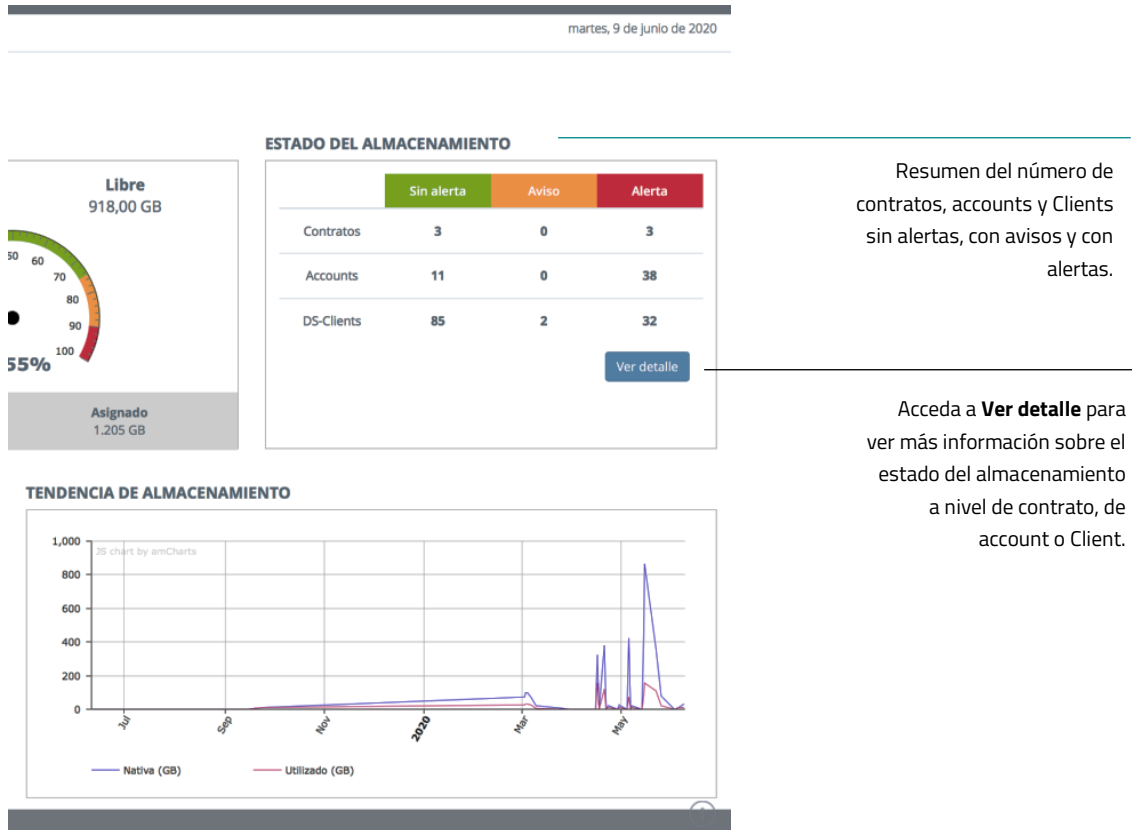 martes, 9 de junio de 2020
ESTADO DEL ALMACENAMIENTO
Libre
918,00 GB
50 60 70 80 90 100
55%
Asignado
1.205 GB
Sin alerta Aviso Alerta
Contratos 3 0 3
Accounts 11 0 38
DS-Clients 85 2 32
Ver detalle
Resumen del número de
contratos, accounts y Clients
sin alertas, con avisos y con
alertas.
Acceda a Ver detalle para
ver más información sobre el
estado del almacenamiento
a nivel de contrato, de
account o Client.
TENDENCIA DE ALMACENAMIENTO
JS chart by amCharts
1,000
800
600
400
200
0
Jul Sep Nov 2020 Mar May
Nativa (GB) Utilizado (GB)